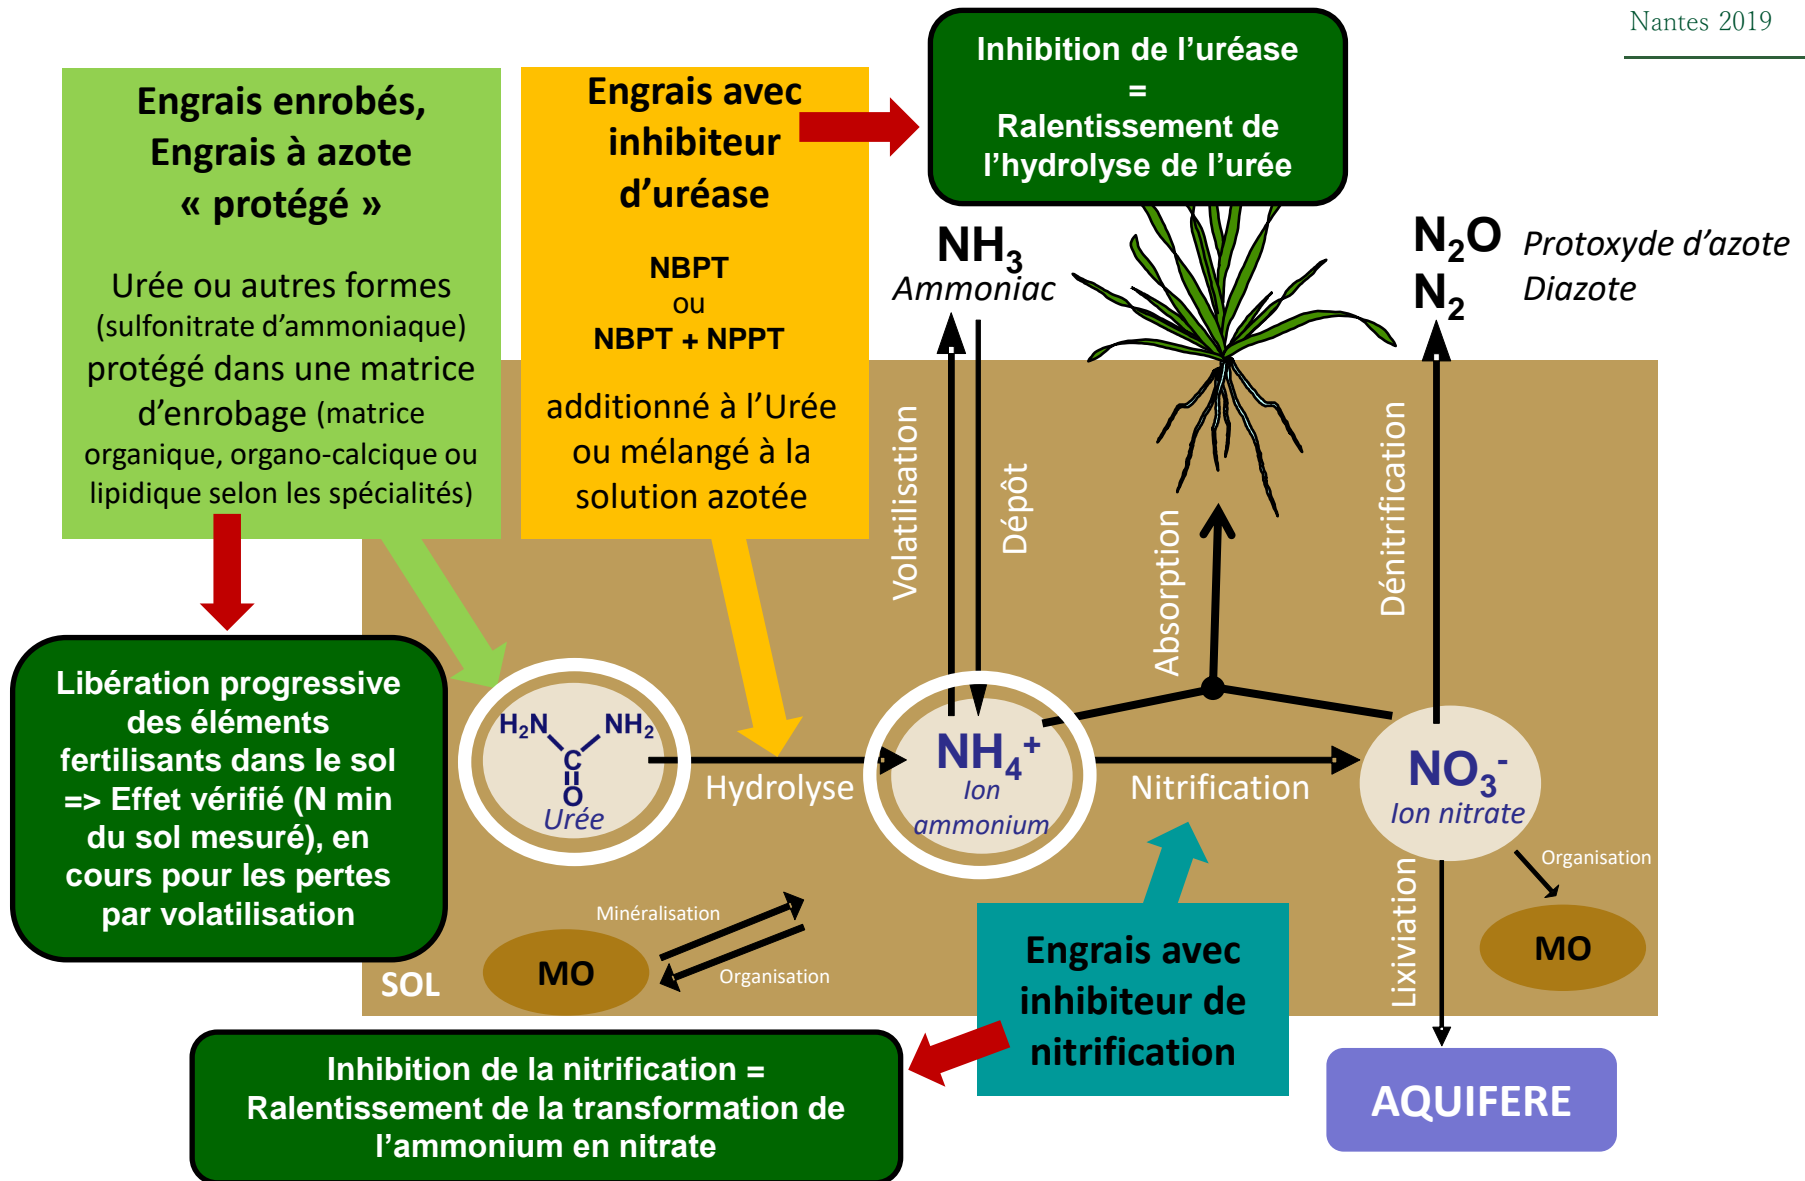 Nantes 2019
Engrais enrobés,
Engrais à azote
« protégé »
Urée ou autres formes
(sulfonitrate d’ammoniaque)
protégé dans une matrice
d’enrobage (matrice
organique, organo-calcique ou
lipidique selon les spécialités)
Engrais avec
inhibiteur
d’uréase
NBPT
ou
NBPT + NPPT
additionné à l’Urée
ou mélangé à la
solution azotée
Inhibition de l’uréase
=
Ralentissement de
l’hydrolyse de l’urée
NH₃
Ammoniac
N₂O Protoxyde d’azote
N₂ Diazote
Volatilisation
Dépôt
Absorption
Dénitrification
Libération progressive
des éléments
fertilisants dans le sol
=> Effet vérifié (N min
du sol mesuré), en
cours pour les pertes
par volatilisation
H₂N NH₂
C
O
Urée
Hydrolyse
NH₄⁺
Ion
ammonium
Nitrification
NO₃⁻
Ion nitrate
Organisation
MO
Lixiviation
Minéralisation
MO
Organisation
SOL
Engrais avec
inhibiteur de
nitrification
Inhibition de la nitrification =
Ralentissement de la transformation de
l’ammonium en nitrate
AQUIFERE